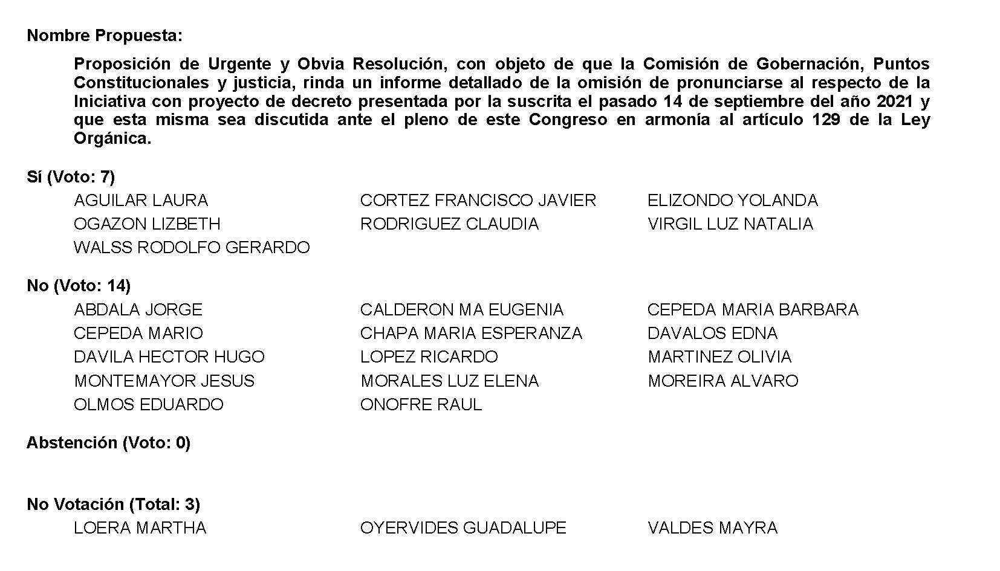 Nombre Propuesta:
Proposición de Urgente y Obvia Resolución, con objeto de que la Comisión de Gobernación, Puntos
Constitucionales y justicia, rinda un informe detallado de la omisión de pronunciarse al respecto de la
Iniciativa con proyecto de decreto presentada por la suscrita el pasado 14 de septiembre del año 2021 y
que esta misma sea discutida ante el pleno de este Congreso en armonía al artículo 129 de la Ley
Orgánica.
Sí (Voto: 7)
AGUILAR LAURA CORTEZ FRANCISCO JAVIER ELIZONDO YOLANDA
OGAZON LIZBETH RODRIGUEZ CLAUDIA VIRGIL LUZ NATALIA
WALSS RODOLFO GERARDO
No (Voto: 14)
ABDALA JORGE CALDERON MA EUGENIA CEPEDA MARIA BARBARA
CEPEDA MARIO CHAPA MARIA ESPERANZA DAVALOS EDNA
DAVILA HECTOR HUGO LOPEZ RICARDO MARTINEZ OLIVIA
MONTEMAYOR JESUS MORALES LUZ ELENA MOREIRA ALVARO
OLMOS EDUARDO ONOFRE RAUL
Abstención (Voto: 0)
No Votación (Total: 3)
LOERA MARTHA OYERVIDES GUADALUPE VALDES MAYRA